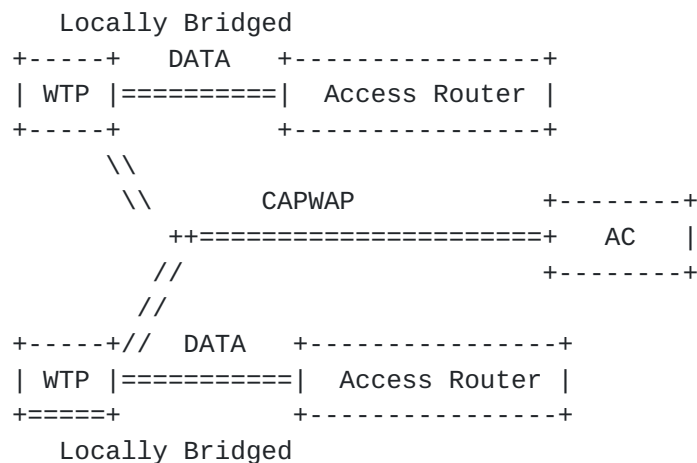 Locally Bridged
+-----+   DATA   +----------------+
| WTP |==========|  Access Router |
+-----+          +----------------+
      \\
       \\       CAPWAP            +--------+
          ++======================+   AC   |
         //                       +--------+
        //
+-----+//  DATA   +----------------+
| WTP |===========|  Access Router |
+=====+           +----------------+
   Locally Bridged